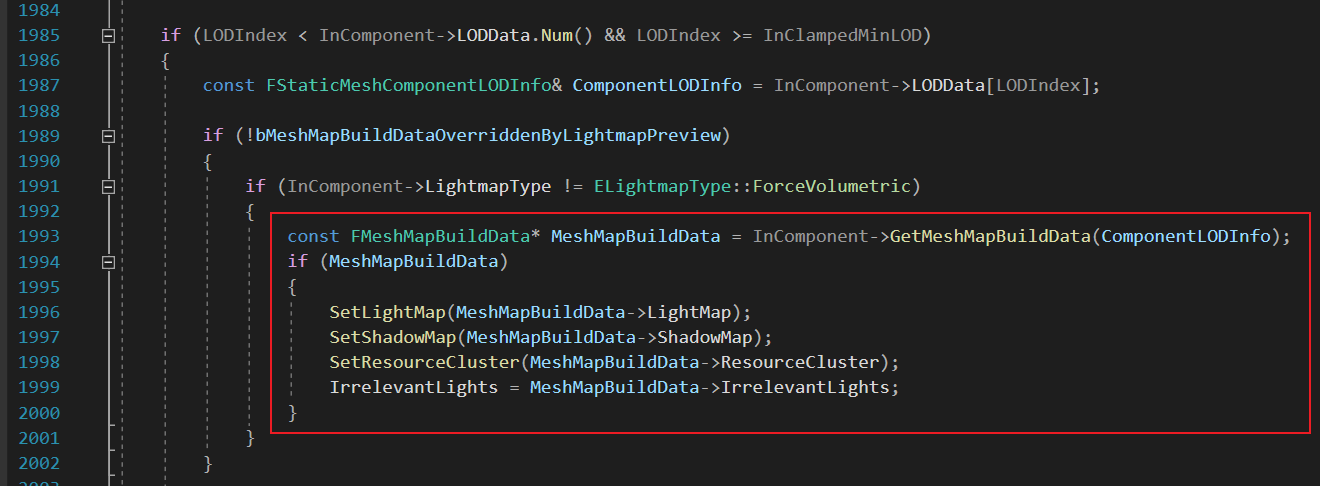 1984
1985 if (LODIndex < InComponent->LODData.Num() && LODIndex >= InClampedMinLOD)
1986 {
1987 const FStaticMeshComponentLODInfo& ComponentLODInfo = InComponent->LODData[LODIndex];
1988
1989 if (!bMeshMapBuildDataOverriddenByLightmapPreview)
1990 {
1991 if (InComponent->LightmapType != ELightmapType::ForceVolumetric)
1992 {
1993 const FMeshMapBuildData* MeshMapBuildData = InComponent->GetMeshMapBuildData(ComponentLODInfo);
1994 if (MeshMapBuildData)
1995 {
1996 SetLightMap(MeshMapBuildData->LightMap);
1997 SetShadowMap(MeshMapBuildData->ShadowMap);
1998 SetResourceCluster(MeshMapBuildData->ResourceCluster);
1999 IrrelevantLights = MeshMapBuildData->IrrelevantLights;
2000 }
2001 }
2002 }